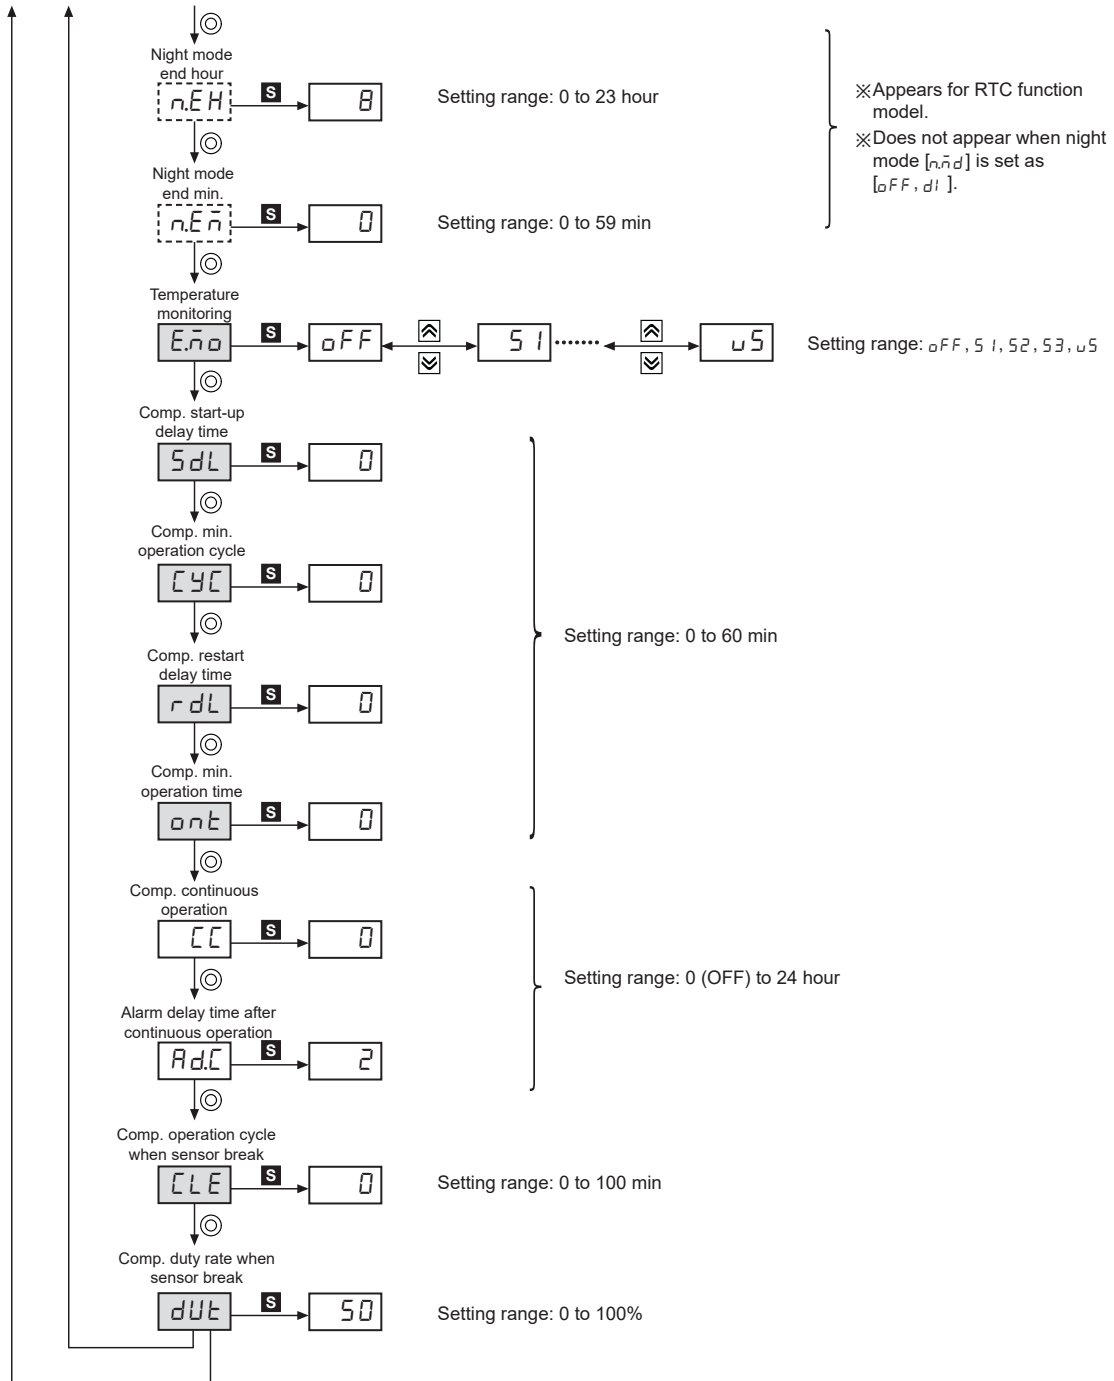 Night mode
end hour
n.EH
S
8
Setting range: 0 to 23 hour
※Appears for RTC function
model.
※Does not appear when night
mode [n.n̄d] is set as
[oFF, dI ].
Night mode
end min.
n.En̄
S
0
Setting range: 0 to 59 min
Temperature
monitoring
E.n̄o
S
oFF
S1
uS
Setting range: oFF, S1, S2, S3, uS
Comp. start-up
delay time
SdL
S
0
Comp. min.
operation cycle
CYC
S
0
Setting range: 0 to 60 min
Comp. restart
delay time
rdL
S
0
Comp. min.
operation time
ont
S
0
Comp. continuous
operation
CC
S
0
Setting range: 0 (OFF) to 24 hour
Alarm delay time after
continuous operation
Ad.C
S
2
Comp. operation cycle
when sensor break
CLE
S
0
Setting range: 0 to 100 min
Comp. duty rate when
sensor break
dUt
S
50
Setting range: 0 to 100%